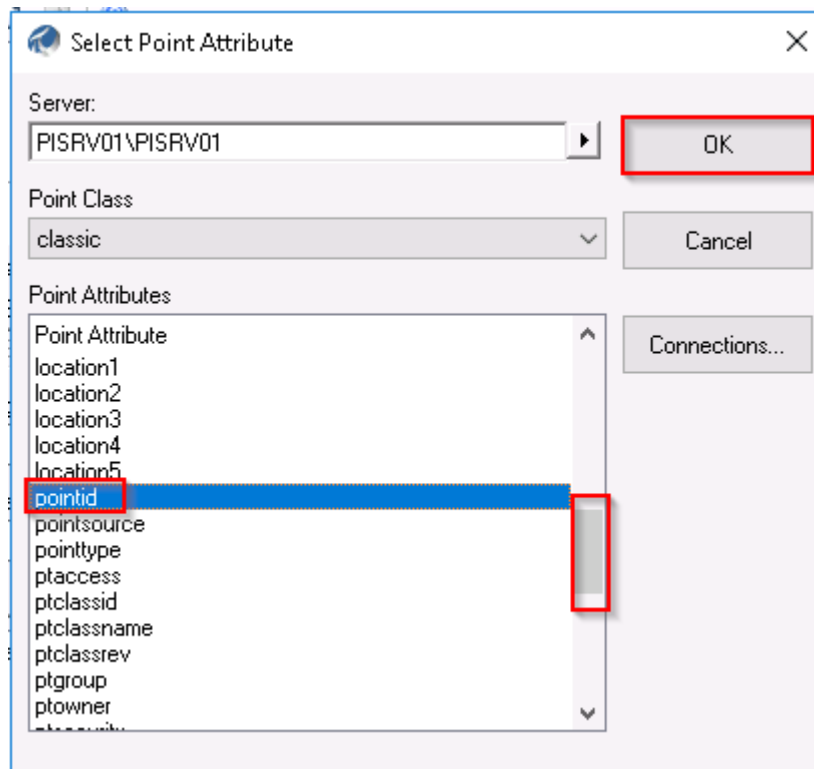 Select Point Attribute
Server:
PISRV01\PISRV01
OK
Point Class
classic
Cancel
Point Attributes
Connections...
Point Attribute
location1
location2
location3
location4
location5
pointid
pointsource
pointtype
ptaccess
ptclassid
ptclassname
ptclassrev
ptgroup
ptowner